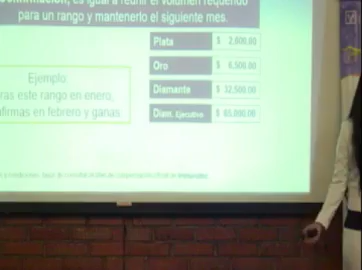 Confirmación, es igual a reunir el volumen requerido
para un rango y mantenerlo el siguiente mes.
Plata $ 2,800.00
Oro $ 6,500.00
Diamante $ 32,500.00
Diam. Ejecutivo $ 65,000.00
Ejemplo
ras este rango en enero,
firmas en febrero y ganas.